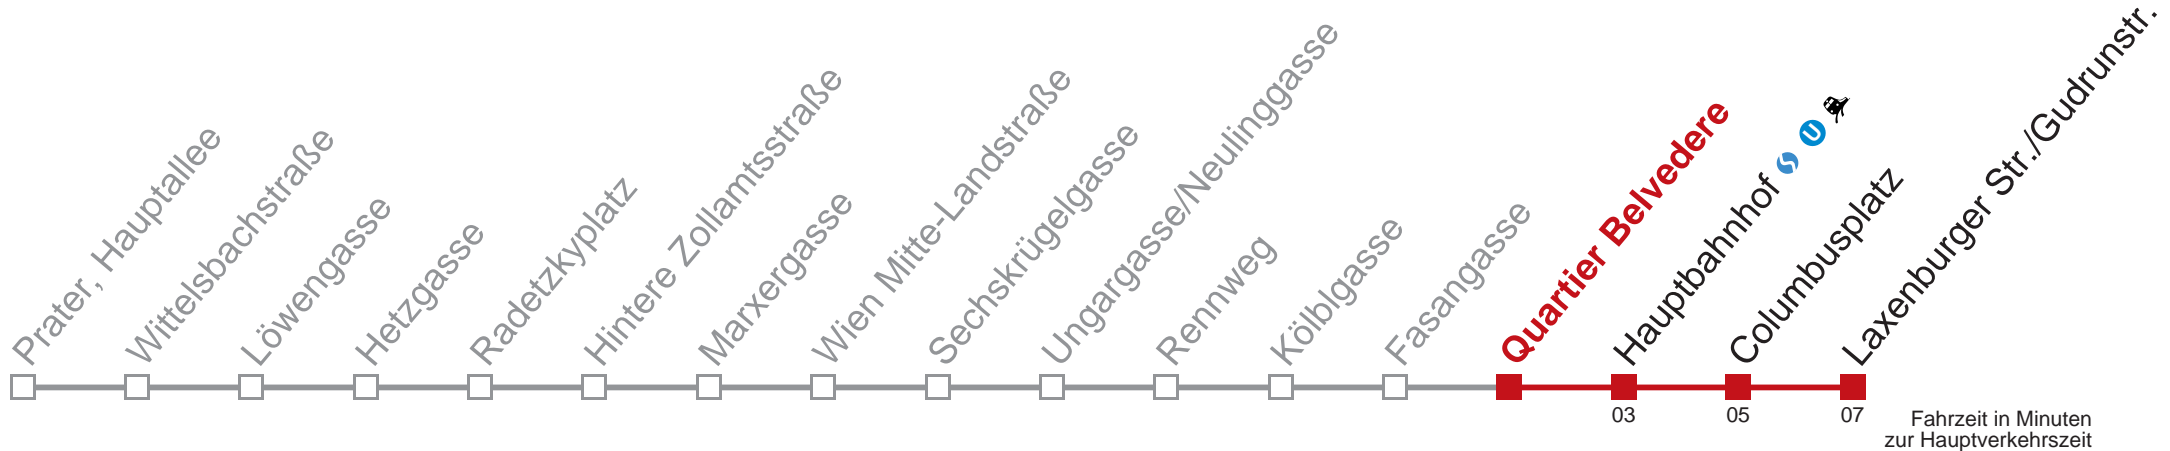 Prater, Hauptallee
Wittelsbachstraße
Löwengasse
Hetzgasse
Radetzkyplatz
Hintere Zollamtsstraße
Marxergasse
Wien Mitte-Landstraße
Sechskrügelgasse
Ungargasse/Neulinggasse
Rennweg
Kölblgasse
Fasangasse
Quartier Belvedere
Hauptbahnhof U
Columbusplatz
Laxenburger Str./Gudrunstr.
03
05
07
Fahrzeit in Minuten
zur Hauptverkehrszeit